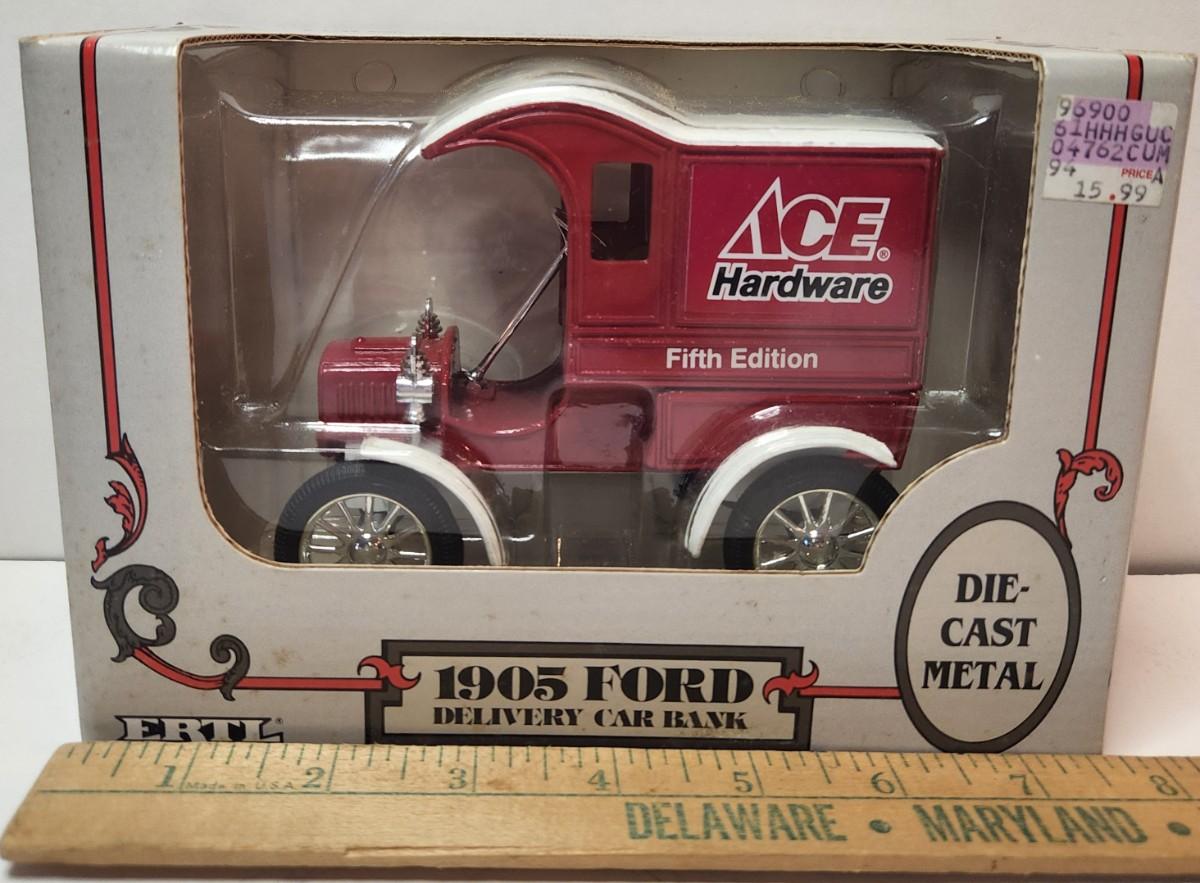 96900
61HHHGUC
04762CUM
94 PRICE A
15.99
ACE®
Hardware
Fifth Edition
DIE-
CAST
METAL
1905 FORD
DELIVERY CAR BANK
ERTL®
1 2 3 4 5 6 7 8
Made in U.S.A.
DELAWARE • MARYLAND •